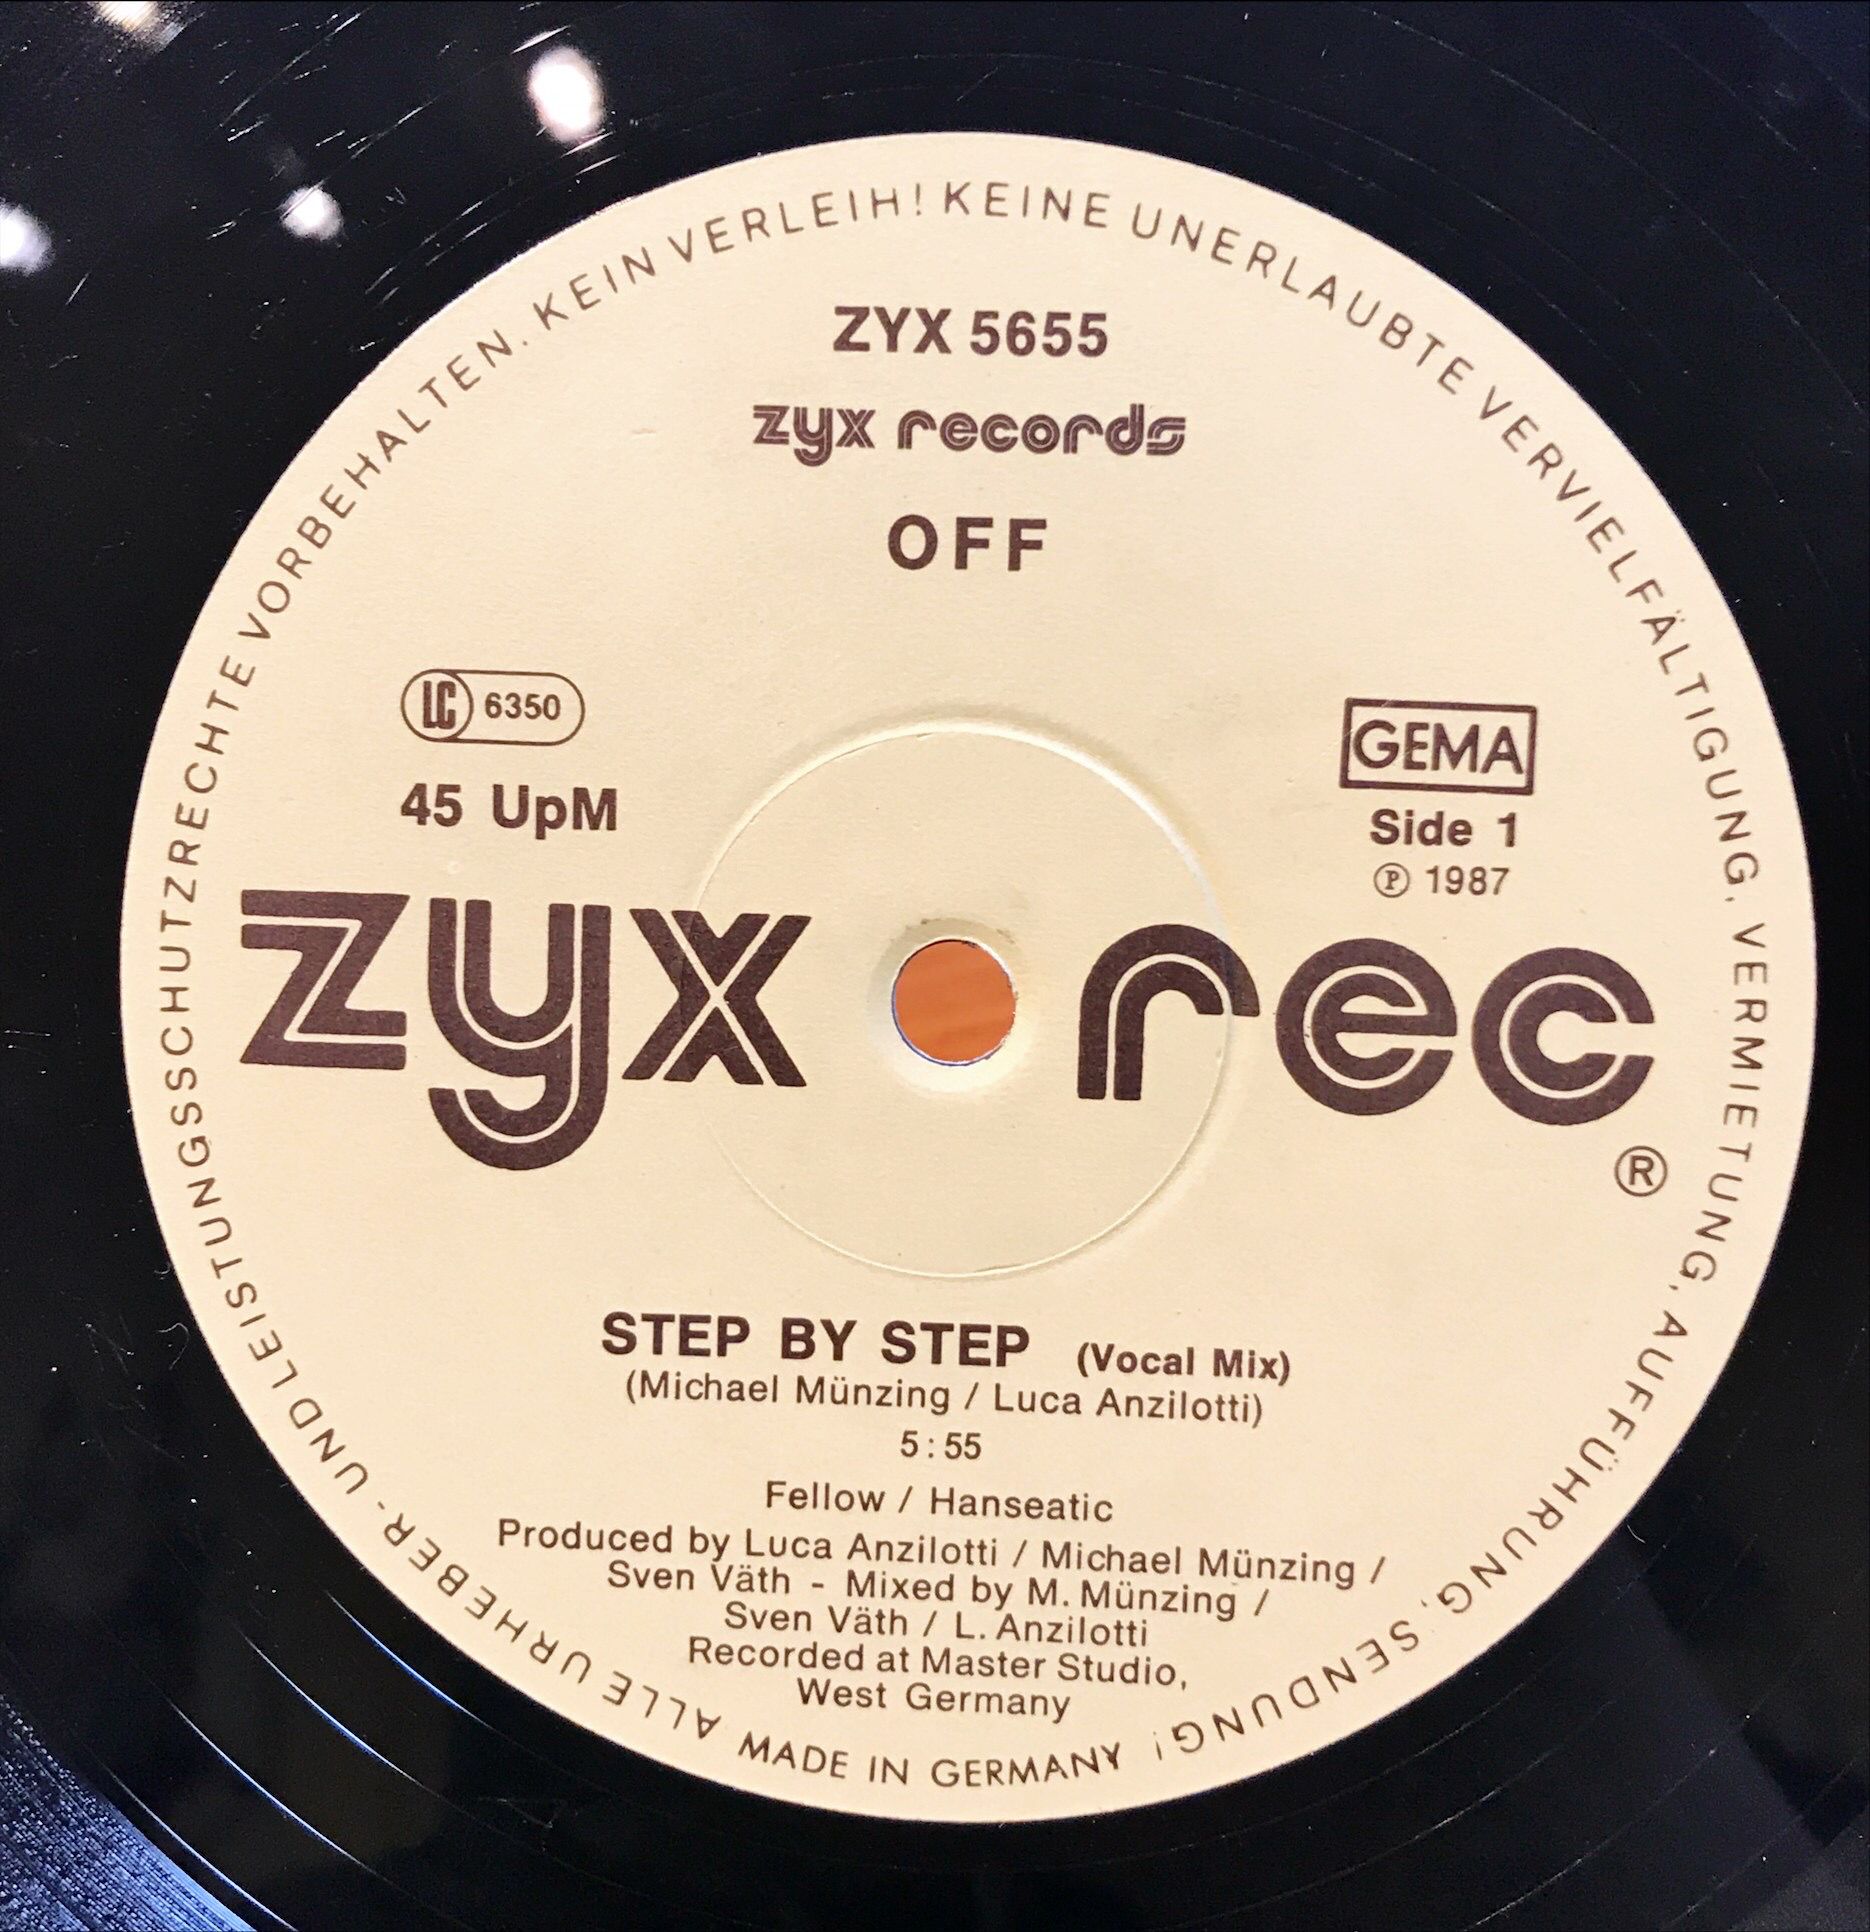 ALLE URHEBER- UND LEISTUNGSSCHUTZRECHTE VORBEHALTEN. KEIN VERLEIH! KEINE UNERLAUBTE VERVIELFÄLTIGUNG, VERMIETUNG, AUFFÜHRUNG, SENDUNG!
ZYX 5655
zyx records
OFF
LC 6350
GEMA
45 UpM
Side 1
℗ 1987
zyx rec
®
STEP BY STEP (Vocal Mix)
(Michael Münzing / Luca Anzilotti)
5:55
Fellow / Hanseatic
Produced by Luca Anzilotti / Michael Münzing /
Sven Väth - Mixed by M. Münzing /
Sven Väth / L. Anzilotti
Recorded at Master Studio,
West Germany
MADE IN GERMANY